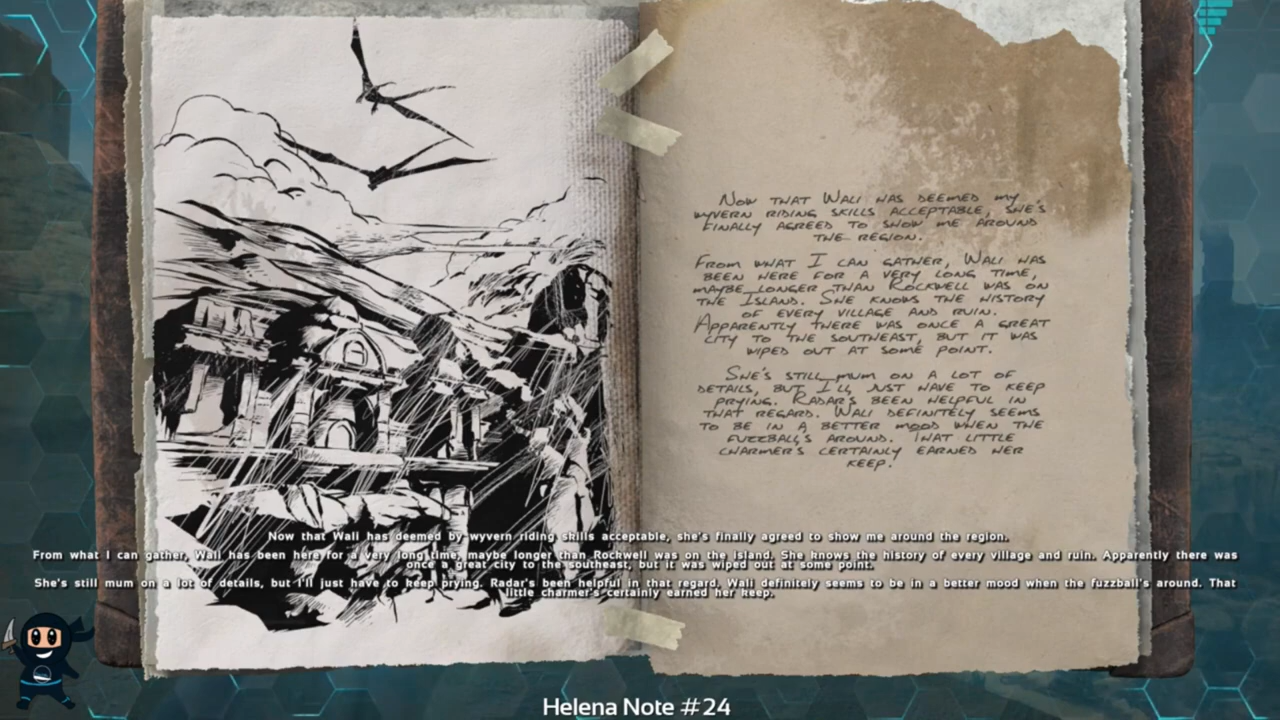 Now that Wali has deemed my
wyvern riding skills acceptable, she's
finally agreed to show me around
the region.
From what I can gather, Wali has
been here for a very long time,
maybe longer than Rockwell was on
the Island. She knows the history
of every village and ruin.
Apparently there was once a great
city to the southeast, but it was
wiped out at some point.
She's still mum on a lot of
details, but I'll just have to keep
prying. Radar's been helpful in
that regard. Wali definitely seems
to be in a better mood when the
fuzzball's around. That little
charmer's certainly earned her
keep.
Now that Wali has deemed by wyvern riding skills acceptable, she's finally agreed to show me around the region.
From what I can gather, Wali has been here for a very long time, maybe longer than Rockwell was on the island. She knows the history of every village and ruin. Apparently there was
once a great city to the southeast, but it was wiped out at some point.
She's still mum on a lot of details, but I'll just have to keep prying. Radar's been helpful in that regard. Wali definitely seems to be in a better mood when the fuzzball's around. That
little charmer's certainly earned her keep.
Helena Note #24